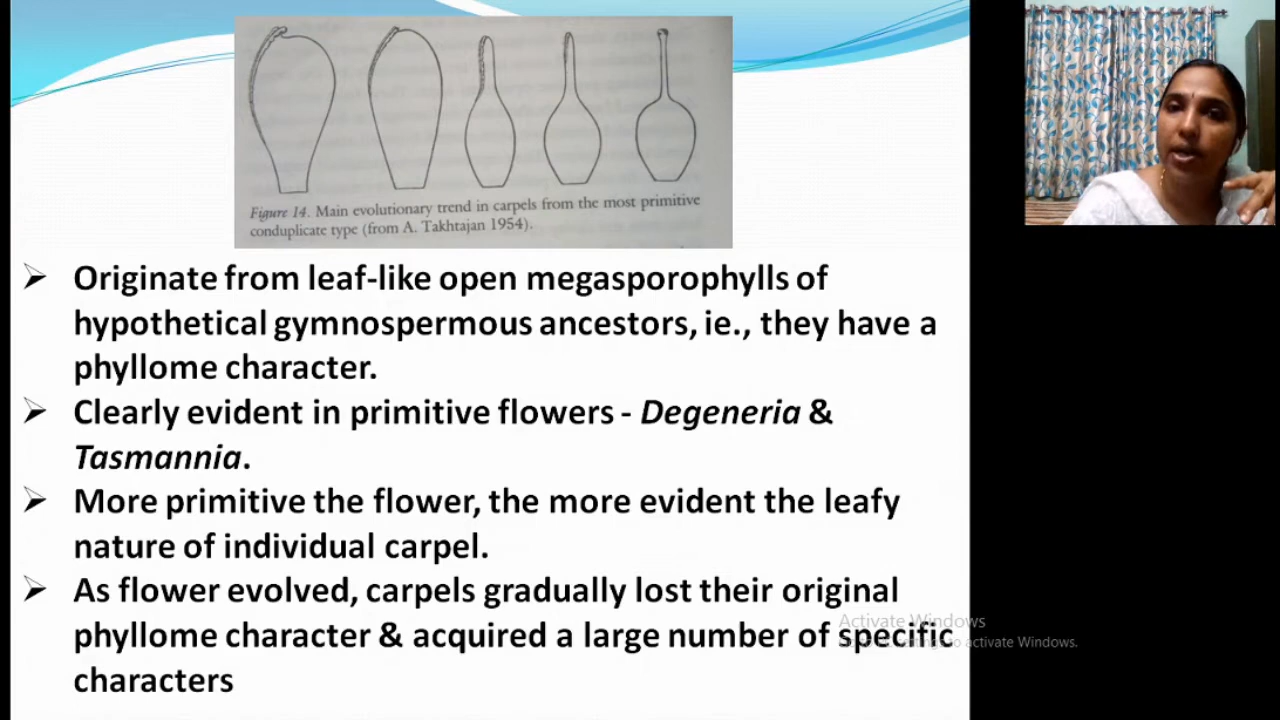 Figure 14. Main evolutionary trend in carpels from the most primitive
conduplicate type (from A. Takhtajan 1954).
➢ Originate from leaf-like open megasporophylls of
hypothetical gymnospermous ancestors, ie., they have a
phyllome character.
➢ Clearly evident in primitive flowers - Degeneria &
Tasmannia.
➢ More primitive the flower, the more evident the leafy
nature of individual carpel.
➢ As flower evolved, carpels gradually lost their original
phyllome character & acquired a large number of specific
characters
Activate Windows
to activate Windows.